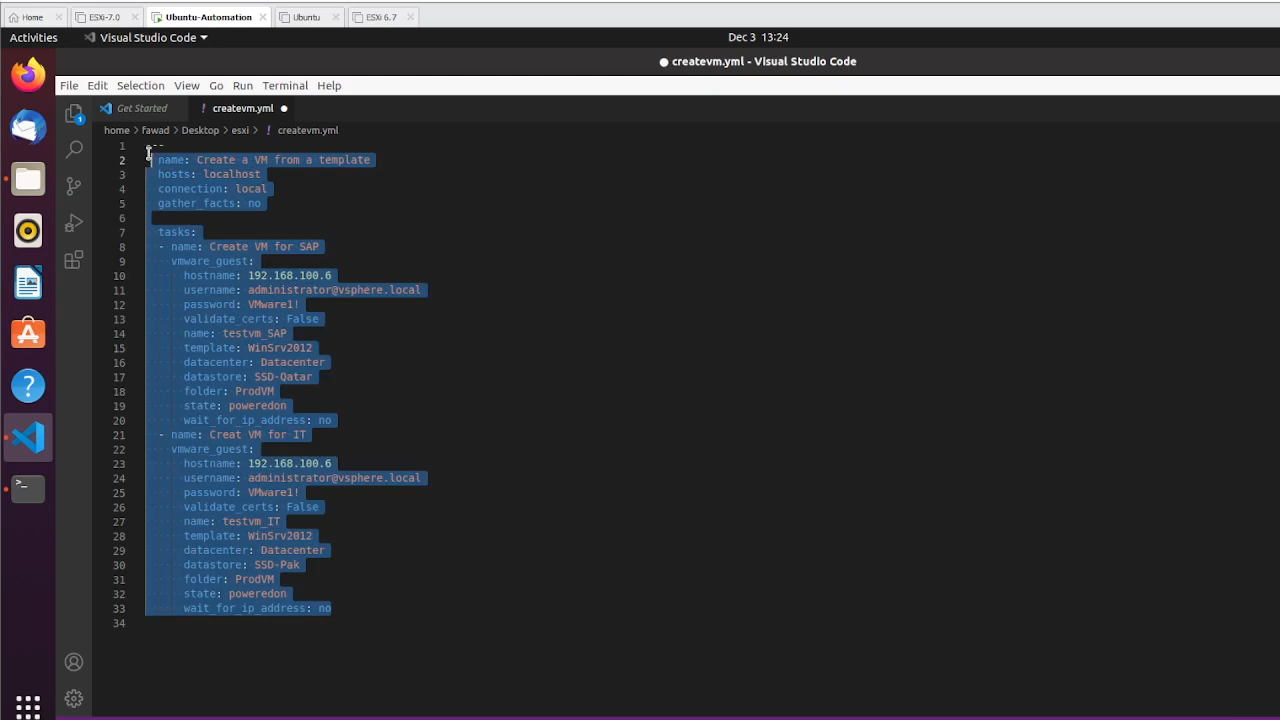 Home × ESXi-7.0 × Ubuntu-Automation × Ubuntu × ESXi 6.7 ×
Activities Visual Studio Code Dec 3 13:24
● createvm.yml - Visual Studio Code
File Edit Selection View Go Run Terminal Help
1 Get Started ! createvm.yml ●
home > fawad > Desktop > esxi > ! createvm.yml
1 ---
2 name: Create a VM from a template
3 hosts: localhost
4 connection: local
5 gather_facts: no
6
7 tasks:
8 - name: Create VM for SAP
9 vmware_guest:
10 hostname: 192.168.100.6
11 username: administrator@vsphere.local
12 password: VMware1!
13 validate_certs: False
14 name: testvm_SAP
15 template: WinSrv2012
16 datacenter: Datacenter
17 datastore: SSD-Qatar
18 folder: ProdVM
19 state: poweredon
20 wait_for_ip_address: no
21 - name: Creat VM for IT
22 vmware_guest:
23 hostname: 192.168.100.6
24 username: administrator@vsphere.local
25 password: VMware1!
26 validate_certs: False
27 name: testvm_IT
28 template: WinSrv2012
29 datacenter: Datacenter
30 datastore: SSD-Pak
31 folder: ProdVM
32 state: poweredon
33 wait_for_ip_address: no
34